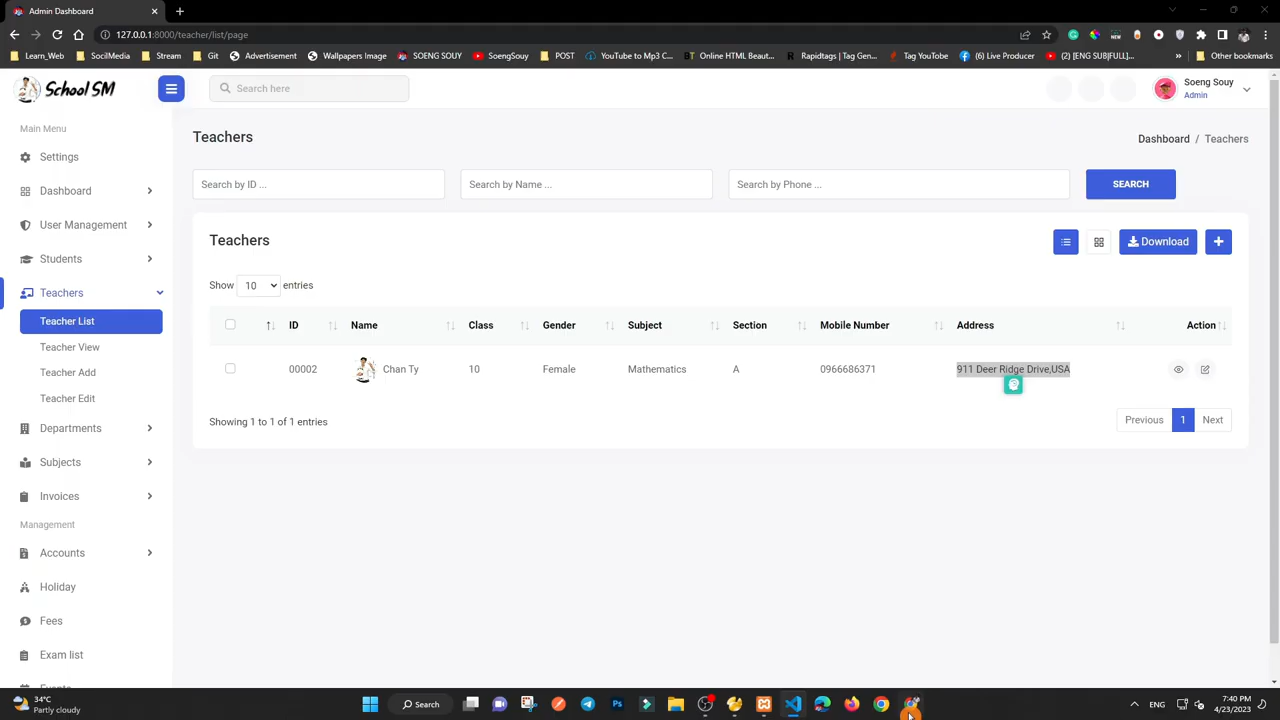 Admin Dashboard
127.0.0.1:8000/teacher/list/page
Learn_Web SocilMedia Stream Git Advertisement Wallpapers Image SOENG SOUY SoengSouy POST YouTube to Mp3 C... Online HTML Beaut... Rapidtags |Tag Gen... Tag YouTube (6) Live Producer (2) [ENG SUB|FULL]... » Other bookmarks
School SM
Search here
Soeng Souy
Admin
Main Menu
Settings
Dashboard
User Management
Students
Teachers
Teacher List
Teacher View
Teacher Add
Teacher Edit
Departments
Subjects
Invoices
Management
Accounts
Holiday
Fees
Exam list
Teachers
Dashboard / Teachers
Search by ID ... Search by Name ... Search by Phone ... SEARCH
Teachers
Download
Show 10 entries
ID Name Class Gender Subject Section Mobile Number Address Action
00002 Chan Ty 10 Female Mathematics A 0966686371 911 Deer Ridge Drive,USA
Showing 1 to 1 of 1 entries
Previous 1 Next
34°C
Partly cloudy
Search
ENG
7:40 PM
4/23/2023